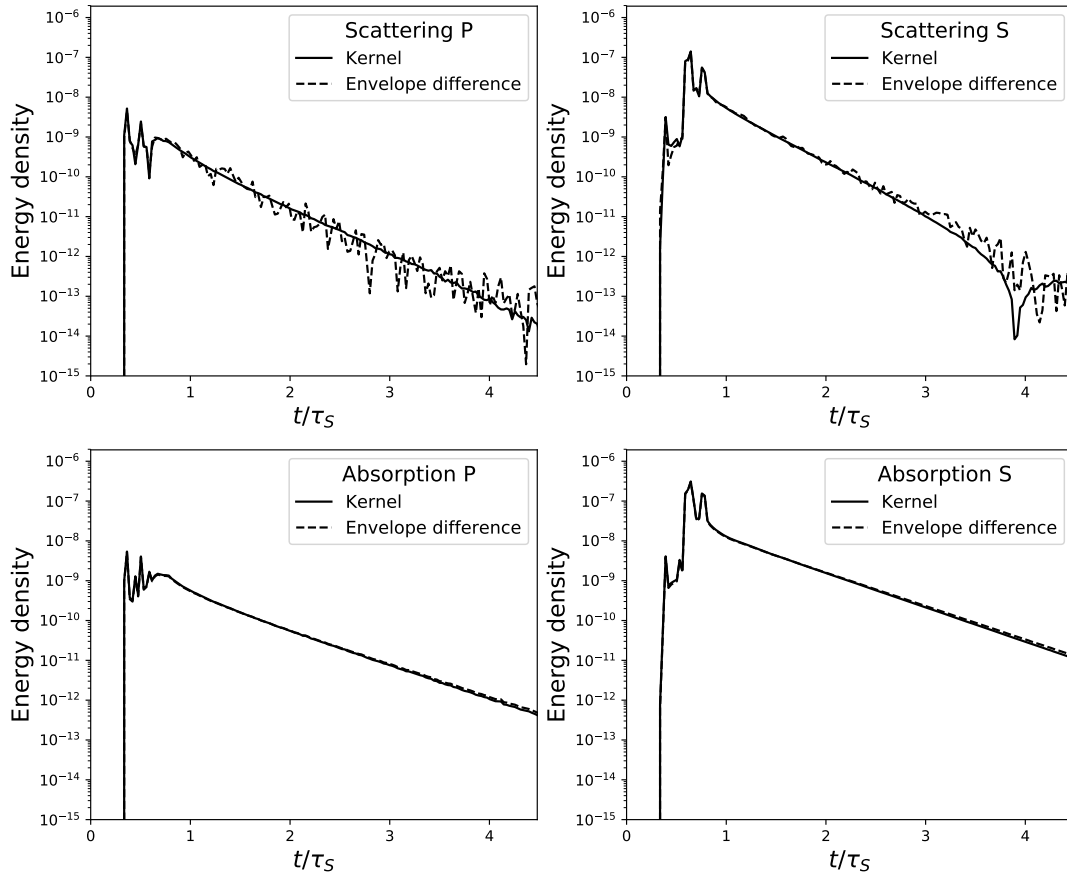 Scattering P
Kernel
Envelope difference
Energy density
10⁻⁶
10⁻⁷
10⁻⁸
10⁻⁹
10⁻¹⁰
10⁻¹¹
10⁻¹²
10⁻¹³
10⁻¹⁴
10⁻¹⁵
0 1 2 3 4
t/τ_S
Scattering S
Kernel
Envelope difference
Energy density
10⁻⁶
10⁻⁷
10⁻⁸
10⁻⁹
10⁻¹⁰
10⁻¹¹
10⁻¹²
10⁻¹³
10⁻¹⁴
10⁻¹⁵
0 1 2 3 4
t/τ_S
Absorption P
Kernel
Envelope difference
Energy density
10⁻⁶
10⁻⁷
10⁻⁸
10⁻⁹
10⁻¹⁰
10⁻¹¹
10⁻¹²
10⁻¹³
10⁻¹⁴
10⁻¹⁵
0 1 2 3 4
t/τ_S
Absorption S
Kernel
Envelope difference
Energy density
10⁻⁶
10⁻⁷
10⁻⁸
10⁻⁹
10⁻¹⁰
10⁻¹¹
10⁻¹²
10⁻¹³
10⁻¹⁴
10⁻¹⁵
0 1 2 3 4
t/τ_S